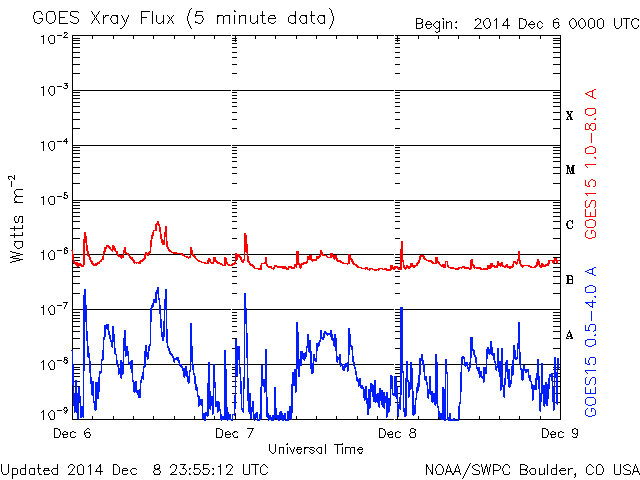 GOES Xray Flux (5 minute data)
Begin: 2014 Dec 6 0000 UTC
10⁻²
10⁻³
10⁻⁴
10⁻⁵
10⁻⁶
10⁻⁷
10⁻⁸
10⁻⁹
Watts m⁻²
X
M
C
B
A
GOES15 1.0-8.0 A
GOES15 0.5-4.0 A
Dec 6
Dec 7
Dec 8
Dec 9
Universal Time
Updated 2014 Dec 8 23:55:12 UTC
NOAA/SWPC Boulder, CO USA